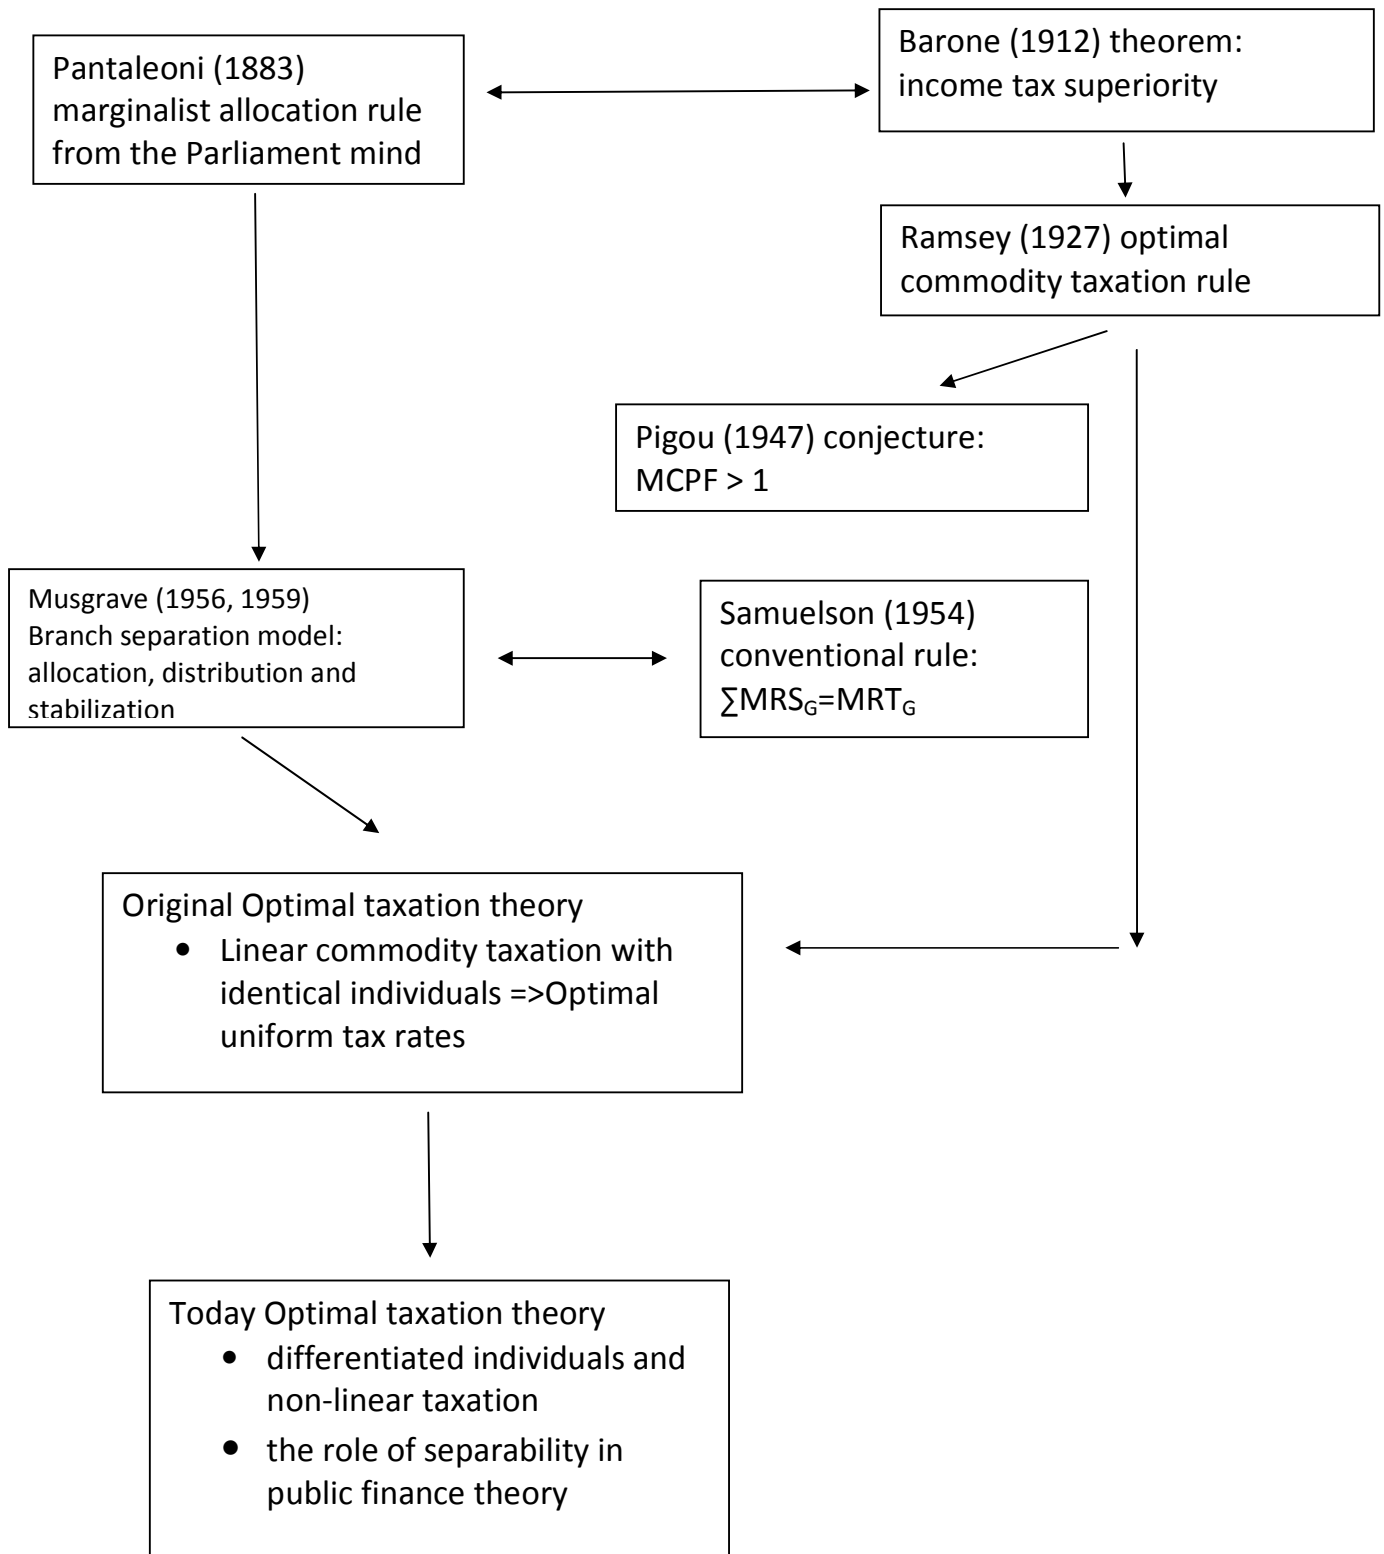 Pantaleoni (1883)
marginalist allocation rule
from the Parliament mind
Barone (1912) theorem:
income tax superiority
Ramsey (1927) optimal
commodity taxation rule
Pigou (1947) conjecture:
MCPF > 1
Musgrave (1956, 1959)
Branch separation model:
allocation, distribution and
stabilization
Samuelson (1954)
conventional rule:
∑MRS_G=MRT_G
Original Optimal taxation theory
• Linear commodity taxation with
identical individuals =>Optimal
uniform tax rates
Today Optimal taxation theory
• differentiated individuals and
non-linear taxation
• the role of separability in
public finance theory